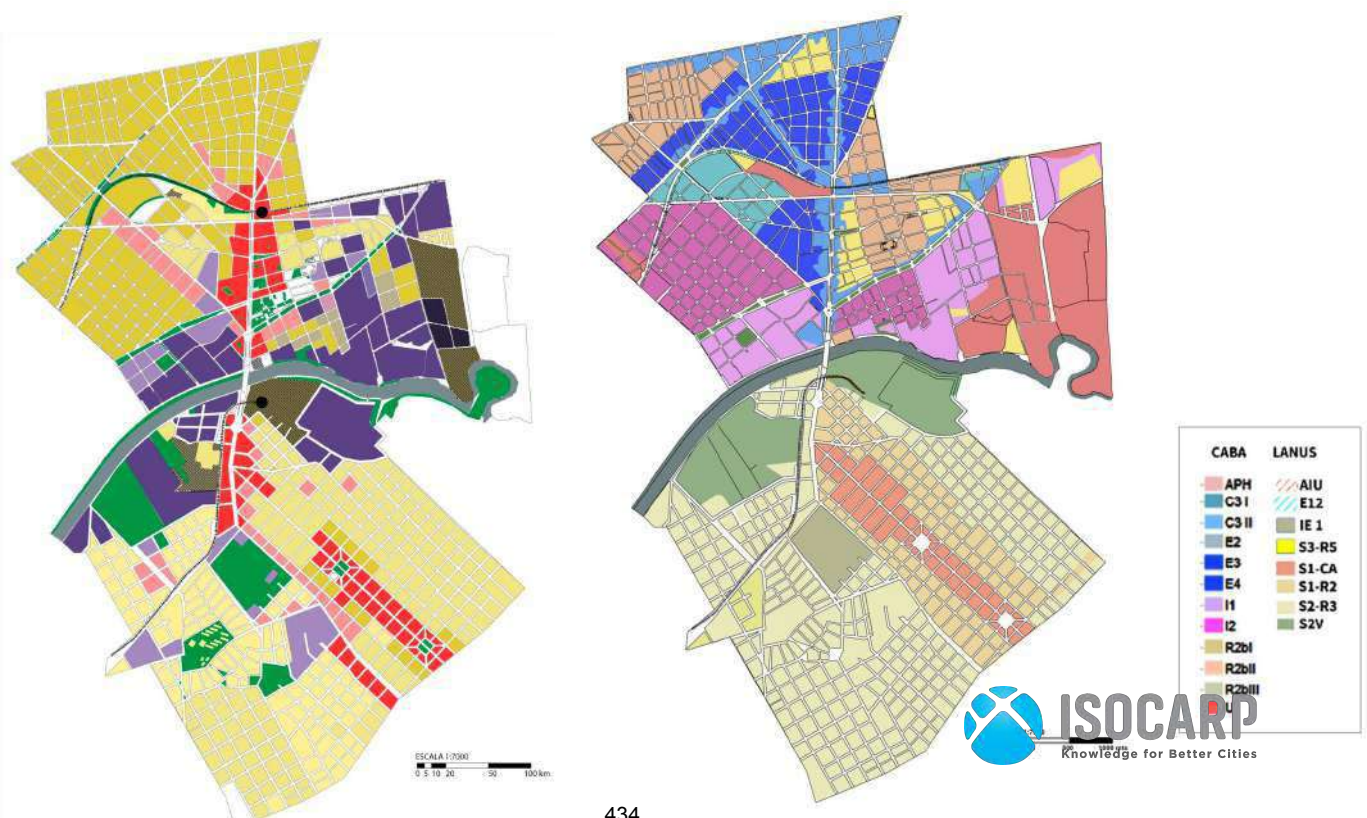 ESCALA 1:7000
0 5 10 20 50 100 km
CABA LANUS
APH AIU
C3 I E12
C3 II IE 1
E2 S3-R5
E3 S1-CA
E4 S1-R2
I1 S2-R3
I2 S2V
R2bI
R2bII
R2bIII
U
ISOCARP
Knowledge for Better Cities
434